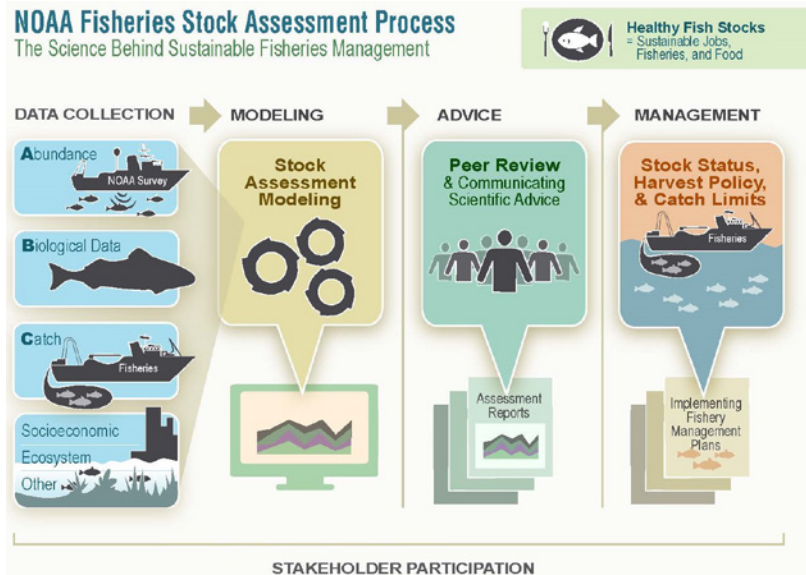 NOAA Fisheries Stock Assessment Process
The Science Behind Sustainable Fisheries Management
Healthy Fish Stocks
= Sustainable Jobs,
Fisheries, and Food
DATA COLLECTION
MODELING
ADVICE
MANAGEMENT
Abundance
NOAA Survey
Biological Data
Catch
Fisheries
Socioeconomic
Ecosystem
Other
Stock
Assessment
Modeling
Peer Review
& Communicating
Scientific Advice
Assessment
Reports
Stock Status,
Harvest Policy,
& Catch Limits
Fisheries
Implementing
Fishery
Management
Plans
STAKEHOLDER PARTICIPATION